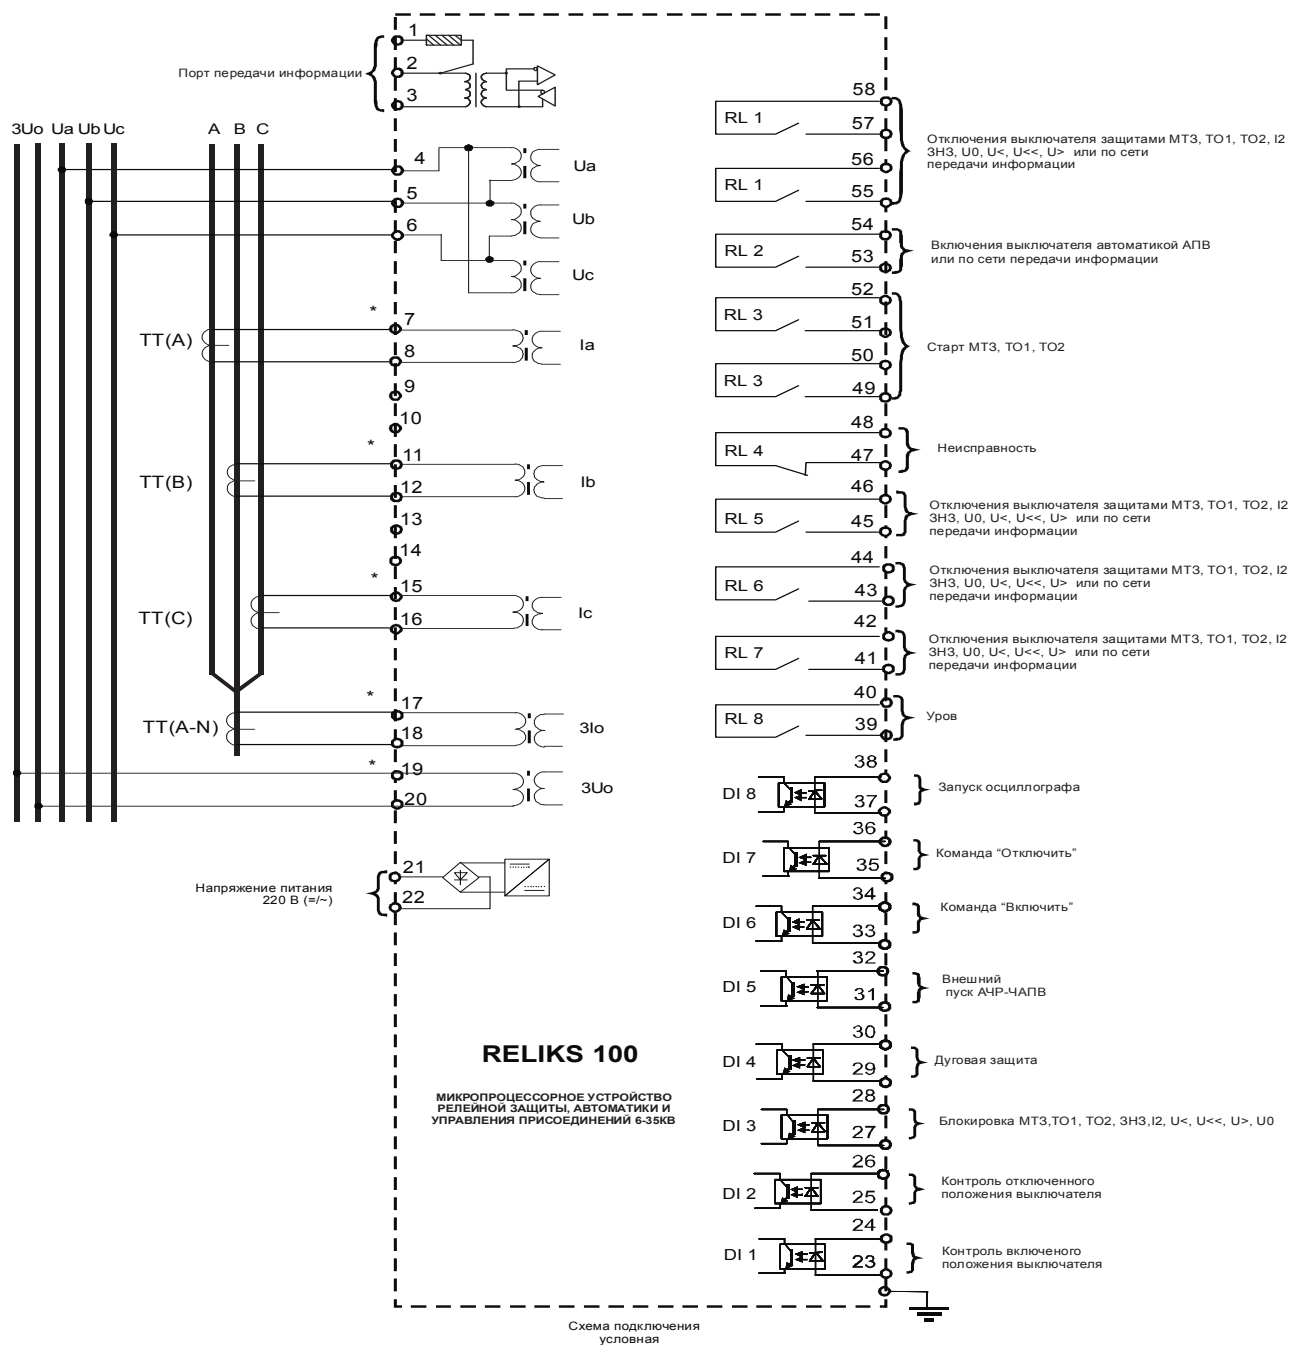 1
2
Порт передачи информации
3
3Uo Ua Ub Uc
A B C
4
Ua
5
Ub
6
Uc
*
7
TT(A)
Ia
8
9
10
*
11
TT(B)
Ib
12
13
14
*
15
TT(C)
Ic
16
*
17
TT(A-N)
3Io
18
*
19
3Uo
20
21
Напряжение питания
220 В (=/~)
22
RELIKS 100
МИКРОПРОЦЕССОРНОЕ УСТРОЙСТВО
РЕЛЕЙНОЙ ЗАЩИТЫ, АВТОМАТИКИ И
УПРАВЛЕНИЯ ПРИСОЕДИНЕНИЙ 6-35КВ
58
RL 1
57
Отключения выключателя защитами МТЗ, ТО1, ТО2, I2
ЗНЗ, U0, U<, U<<, U> или по сети
передачи информации
56
RL 1
55
54
RL 2
53
Включения выключателя автоматикой АПВ
или по сети передачи информации
52
RL 3
51
Старт МТЗ, ТО1, ТО2
50
RL 3
49
48
RL 4
47
Неисправность
46
RL 5
45
Отключения выключателя защитами МТЗ, ТО1, ТО2, I2
ЗНЗ, U0, U<, U<<, U> или по сети
передачи информации
44
RL 6
43
Отключения выключателя защитами МТЗ, ТО1, ТО2, I2
ЗНЗ, U0, U<, U<<, U> или по сети
передачи информации
42
RL 7
41
Отключения выключателя защитами МТЗ, ТО1, ТО2, I2
ЗНЗ, U0, U<, U<<, U> или по сети
передачи информации
40
RL 8
39
Уров
38
DI 8
37
Запуск осциллографа
36
DI 7
35
Команда “Отключить”
34
DI 6
33
Команда “Включить”
32
DI 5
31
Внешний
пуск АЧР-ЧАПВ
30
DI 4
29
Дуговая защита
28
DI 3
27
Блокировка МТЗ,ТО1, ТО2, ЗНЗ,I2, U<, U<<, U>, U0
26
DI 2
25
Контроль отключенного
положения выключателя
24
DI 1
23
Контроль включеного
положения выключателя
Схема подключения
условная